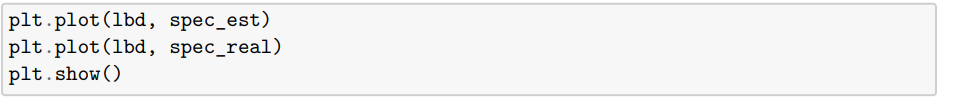 plt.plot(lbd, spec_est)
plt.plot(lbd, spec_real)
plt.show()